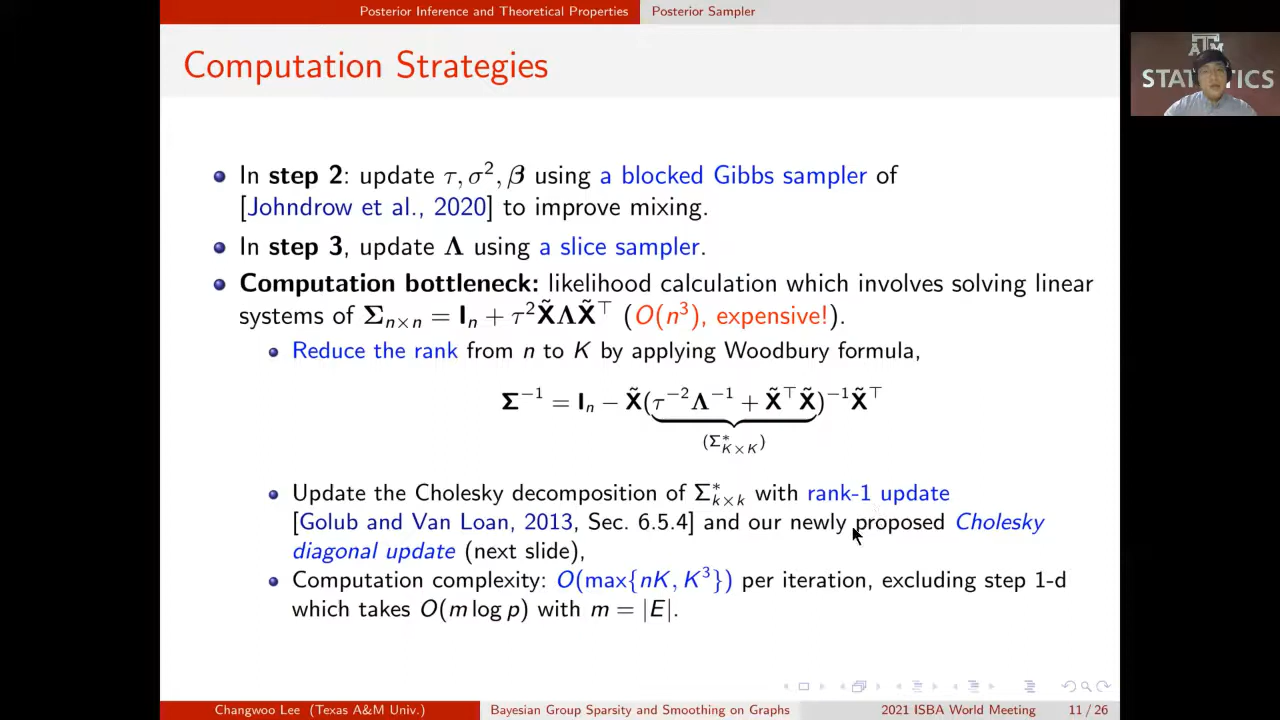 Posterior Inference and Theoretical Properties Posterior Sampler
Computation Strategies
ATM
STATISTICS
In step 2: update τ, σ², β using a blocked Gibbs sampler of
[Johndrow et al., 2020] to improve mixing.
In step 3, update Λ using a slice sampler.
Computation bottleneck: likelihood calculation which involves solving linear
systems of Σₙ×ₙ = Iₙ + τ²X̃ΛX̃⊤ (O(n³), expensive!).
Reduce the rank from n to K by applying Woodbury formula,
Σ⁻¹ = Iₙ − X̃(τ⁻²Λ⁻¹ + X̃⊤X̃)⁻¹X̃⊤
(Σ*_{K×K})
Update the Cholesky decomposition of Σ*_{k×k} with rank-1 update
[Golub and Van Loan, 2013, Sec. 6.5.4] and our newly proposed Cholesky
diagonal update (next slide),
Computation complexity: O(max{nK, K³}) per iteration, excluding step 1-d
which takes O(m log p) with m = |E|.
Changwoo Lee (Texas A&M Univ.) Bayesian Group Sparsity and Smoothing on Graphs 2021 ISBA World Meeting 11 / 26